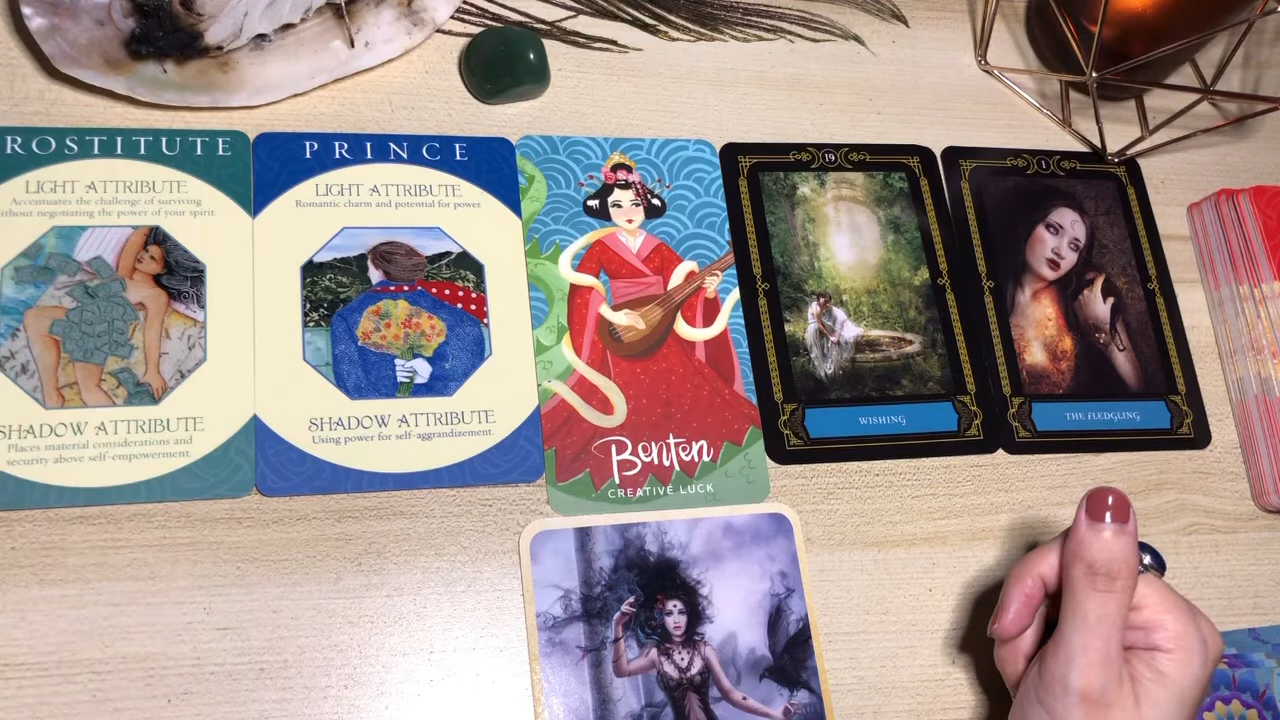 ROSTITUTE
LIGHT ATTRIBUTE
Accentuates the challenge of surviving
ithout negotiating the power of your spirit
SHADOW ATTRIBUTE
Places material considerations and
security above self-empowerment.
PRINCE
LIGHT ATTRIBUTE
Romantic charm and potential for power
SHADOW ATTRIBUTE
Using power for self-aggrandizement.
Benten
CREATIVE LUCK
19
WISHING
1
THE FLEDGLING